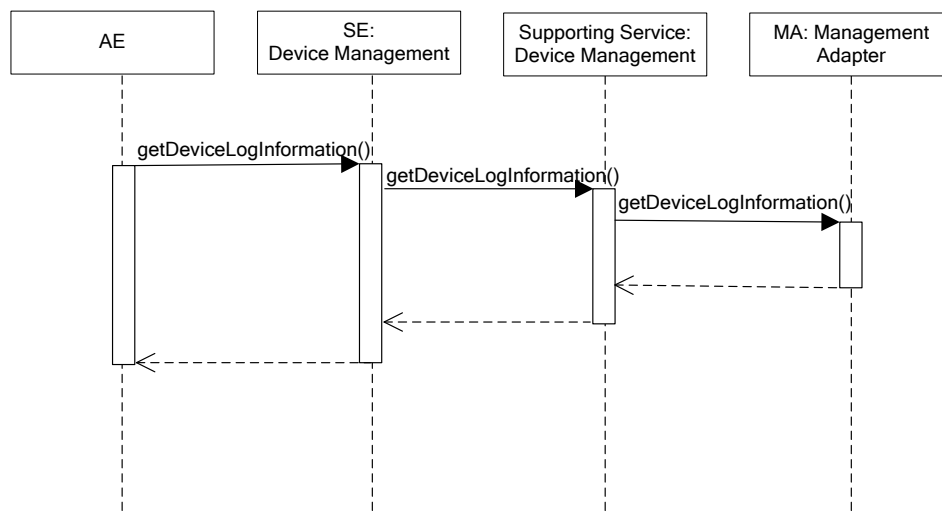 AE
SE:
Device Management
Supporting Service:
Device Management
MA: Management
Adapter
getDeviceLogInformation()
getDeviceLogInformation()
getDeviceLogInformation()